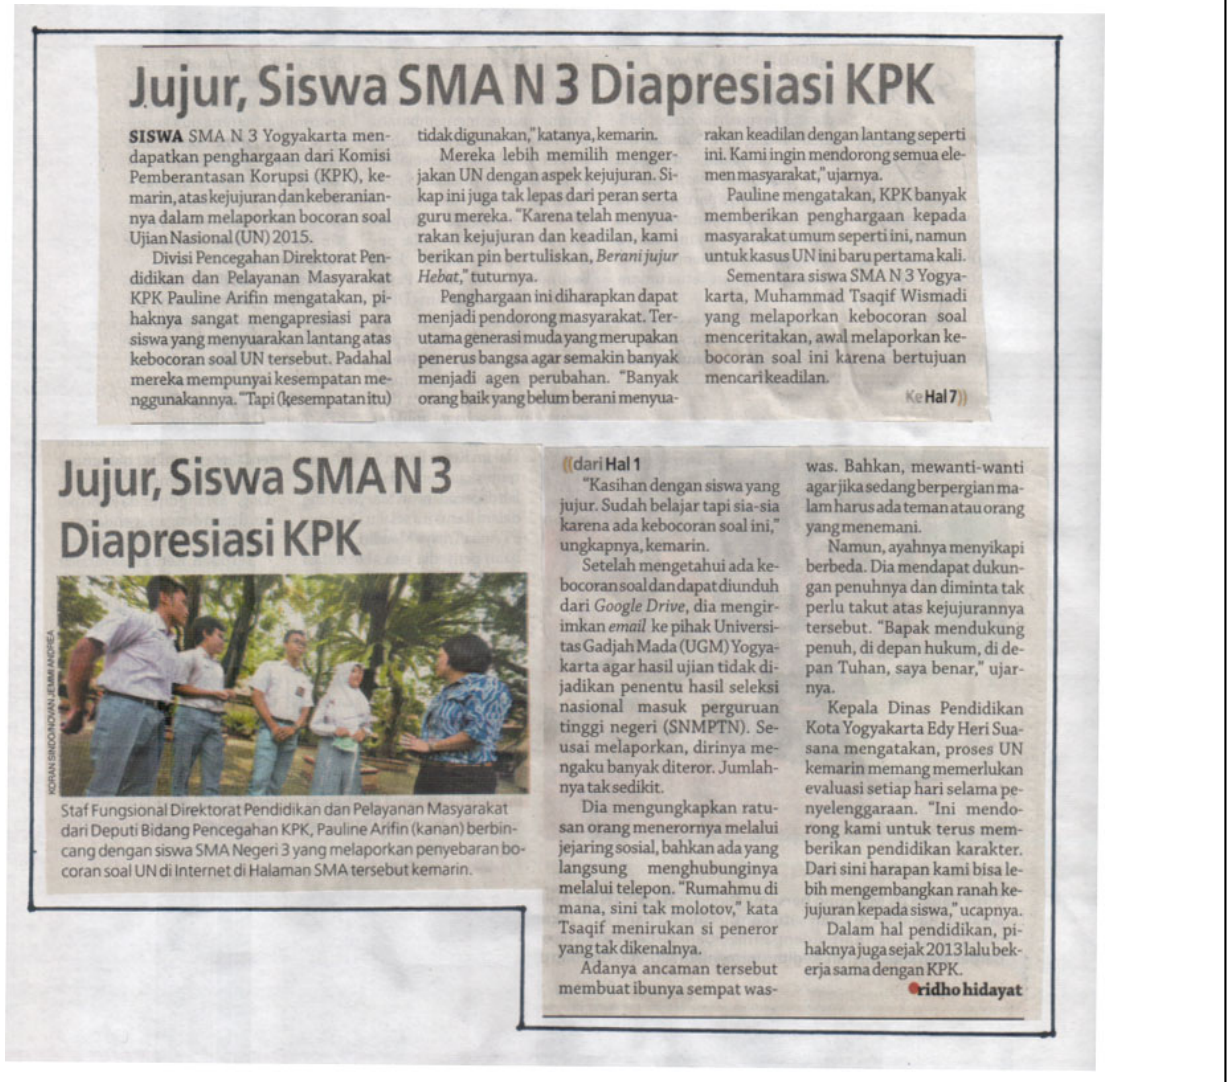 Jujur, Siswa SMA N 3 Diapresiasi KPK
SISWA SMA N 3 Yogyakarta men-
dapatkan penghargaan dari Komisi
Pemberantasan Korupsi (KPK), ke-
marin, atas kejujuran dan keberanian-
nya dalam melaporkan bocoran soal
Ujian Nasional (UN) 2015.
Divisi Pencegahan Direktorat Pen-
didikan dan Pelayanan Masyarakat
KPK Pauline Arifin mengatakan, pi-
haknya sangat mengapresiasi para
siswa yang menyuarakan lantang atas
kebocoran soal UN tersebut. Padahal
mereka mempunyai kesempatan me-
nggunakannya. "Tapi (kesempatan itu)
tidak digunakan," katanya, kemarin.
Mereka lebih memilih menger-
jakan UN dengan aspek kejujuran. Si-
kap ini juga tak lepas dari peran serta
guru mereka. "Karena telah menyua-
rakan kejujuran dan keadilan, kami
berikan pin bertuliskan, Berani jujur
Hebat," tuturnya.
Penghargaan ini diharapkan dapat
menjadi pendorong masyarakat. Ter-
utama generasi muda yang merupakan
penerus bangsa agar semakin banyak
menjadi agen perubahan. "Banyak
orang baik yang belum berani menyua-
rakan keadilan dengan lantang seperti
ini. Kami ingin mendorong semua ele-
men masyarakat," ujarnya.
Pauline mengatakan, KPK banyak
memberikan penghargaan kepada
masyarakat umum seperti ini, namun
untuk kasus UN ini baru pertama kali.
Sementara siswa SMA N 3 Yogya-
karta, Muhammad Tsaqif Wismadi
yang melaporkan kebocoran soal
menceritakan, awal melaporkan ke-
bocoran soal ini karena bertujuan
mencari keadilan.
Ke Hal 7))
Jujur, Siswa SMA N 3
Diapresiasi KPK
KORAN SINDO/NOVAN JEMMI ANDREA
Staf Fungsional Direktorat Pendidikan dan Pelayanan Masyarakat
dari Deputi Bidang Pencegahan KPK, Pauline Arifin (kanan) berbin-
cang dengan siswa SMA Negeri 3 yang melaporkan penyebaran bo-
coran soal UN di Internet di Halaman SMA tersebut kemarin.
((dari Hal 1
"Kasihan dengan siswa yang
jujur. Sudah belajar tapi sia-sia
karena ada kebocoran soal ini,"
ungkapnya, kemarin.
Setelah mengetahui ada ke-
bocoran soal dan dapat diunduh
dari Google Drive, dia mengir-
imkan email ke pihak Universi-
tas Gadjah Mada (UGM) Yogya-
karta agar hasil ujian tidak di-
jadikan penentu hasil seleksi
nasional masuk perguruan
tinggi negeri (SNMPTN). Se-
usai melaporkan, dirinya me-
ngaku banyak diteror. Jumlah-
nya tak sedikit.
Dia mengungkapkan ratu-
san orang menerornya melalui
jejaring sosial, bahkan ada yang
langsung menghubunginya
melalui telepon. "Rumahmu di
mana, sini tak molotov," kata
Tsaqif menirukan si peneror
yang tak dikenalnya.
Adanya ancaman tersebut
membuat ibunya sempat was-
was. Bahkan, mewanti-wanti
agar jika sedang berpergian ma-
lam harus ada teman atau orang
yang menemani.
Namun, ayahnya menyikapi
berbeda. Dia mendapat dukun-
gan penuhnya dan diminta tak
perlu takut atas kejujurannya
tersebut. "Bapak mendukung
penuh, di depan hukum, di de-
pan Tuhan, saya benar," ujar-
nya.
Kepala Dinas Pendidikan
Kota Yogyakarta Edy Heri Sua-
sana mengatakan, proses UN
kemarin memang memerlukan
evaluasi setiap hari selama pe-
nyelenggaraan. "Ini mendo-
rong kami untuk terus mem-
berikan pendidikan karakter.
Dari sini harapan kami bisa le-
bih mengembangkan ranah ke-
jujuran kepada siswa," ucapnya.
Dalam hal pendidikan, pi-
haknya juga sejak 2013 lalu bek-
erja sama dengan KPK.
ridho hidayat